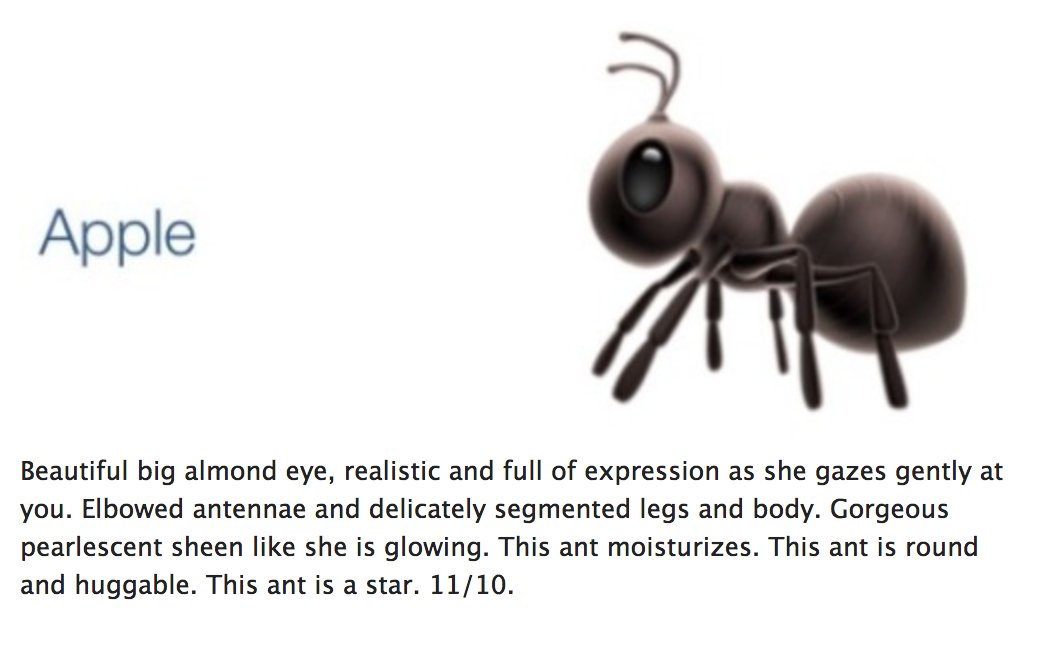 Apple
Beautiful big almond eye, realistic and full of expression as she gazes gently at
you. Elbowed antennae and delicately segmented legs and body. Gorgeous
pearlescent sheen like she is glowing. This ant moisturizes. This ant is round
and huggable. This ant is a star. 11/10.